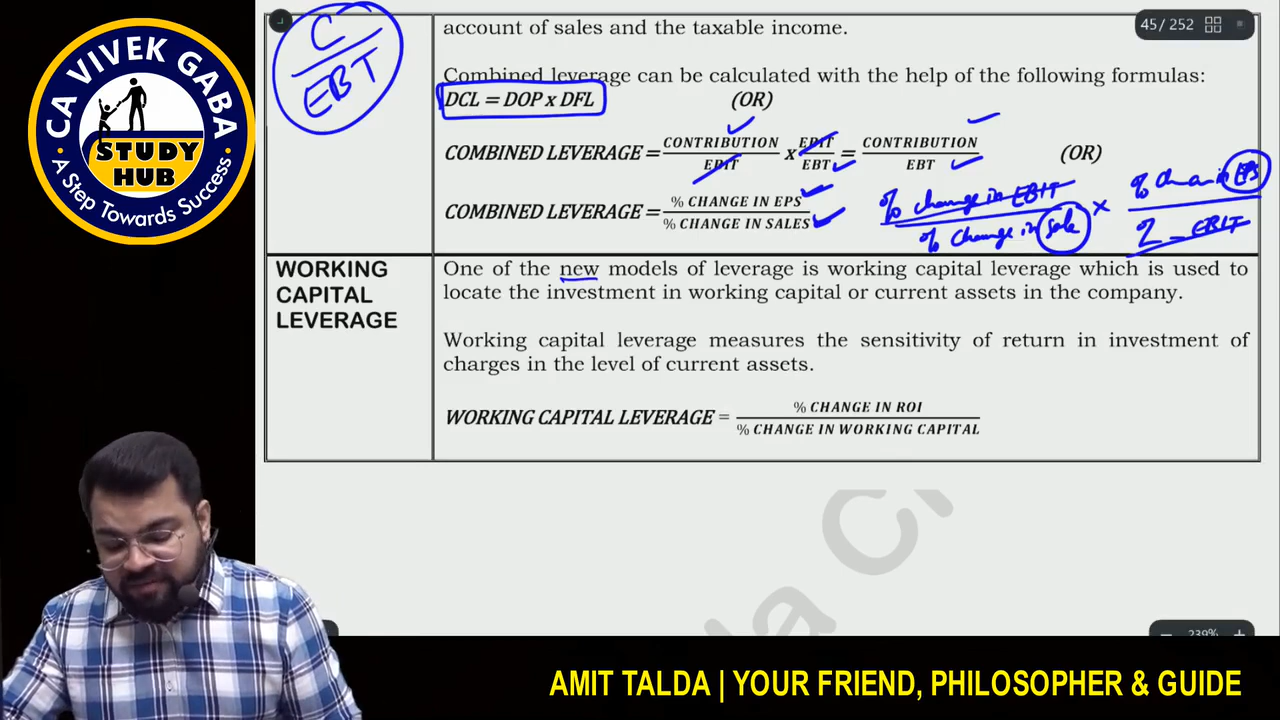 CA VIVEK GABA
STUDY
HUB
• A Step Towards Success •
C
EBT
45 / 252
account of sales and the taxable income.
Combined leverage can be calculated with the help of the following formulas:
DCL = DOP x DFL (OR)
COMBINED LEVERAGE = CONTRIBUTION / EBIT x EBIT / EBT = CONTRIBUTION / EBT (OR)
COMBINED LEVERAGE = % CHANGE IN EPS / % CHANGE IN SALES
% change in EBIT / % change in sale × % chan in EPS / % EBIT
WORKING
CAPITAL
LEVERAGE
One of the new models of leverage is working capital leverage which is used to
locate the investment in working capital or current assets in the company.
Working capital leverage measures the sensitivity of return in investment of
charges in the level of current assets.
WORKING CAPITAL LEVERAGE = % CHANGE IN ROI / % CHANGE IN WORKING CAPITAL
239%
AMIT TALDA | YOUR FRIEND, PHILOSOPHER & GUIDE